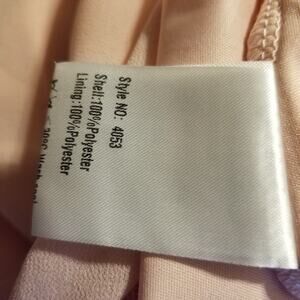 Style NO: 4053
Shell:100%Polyester
Lining:100%Polyester